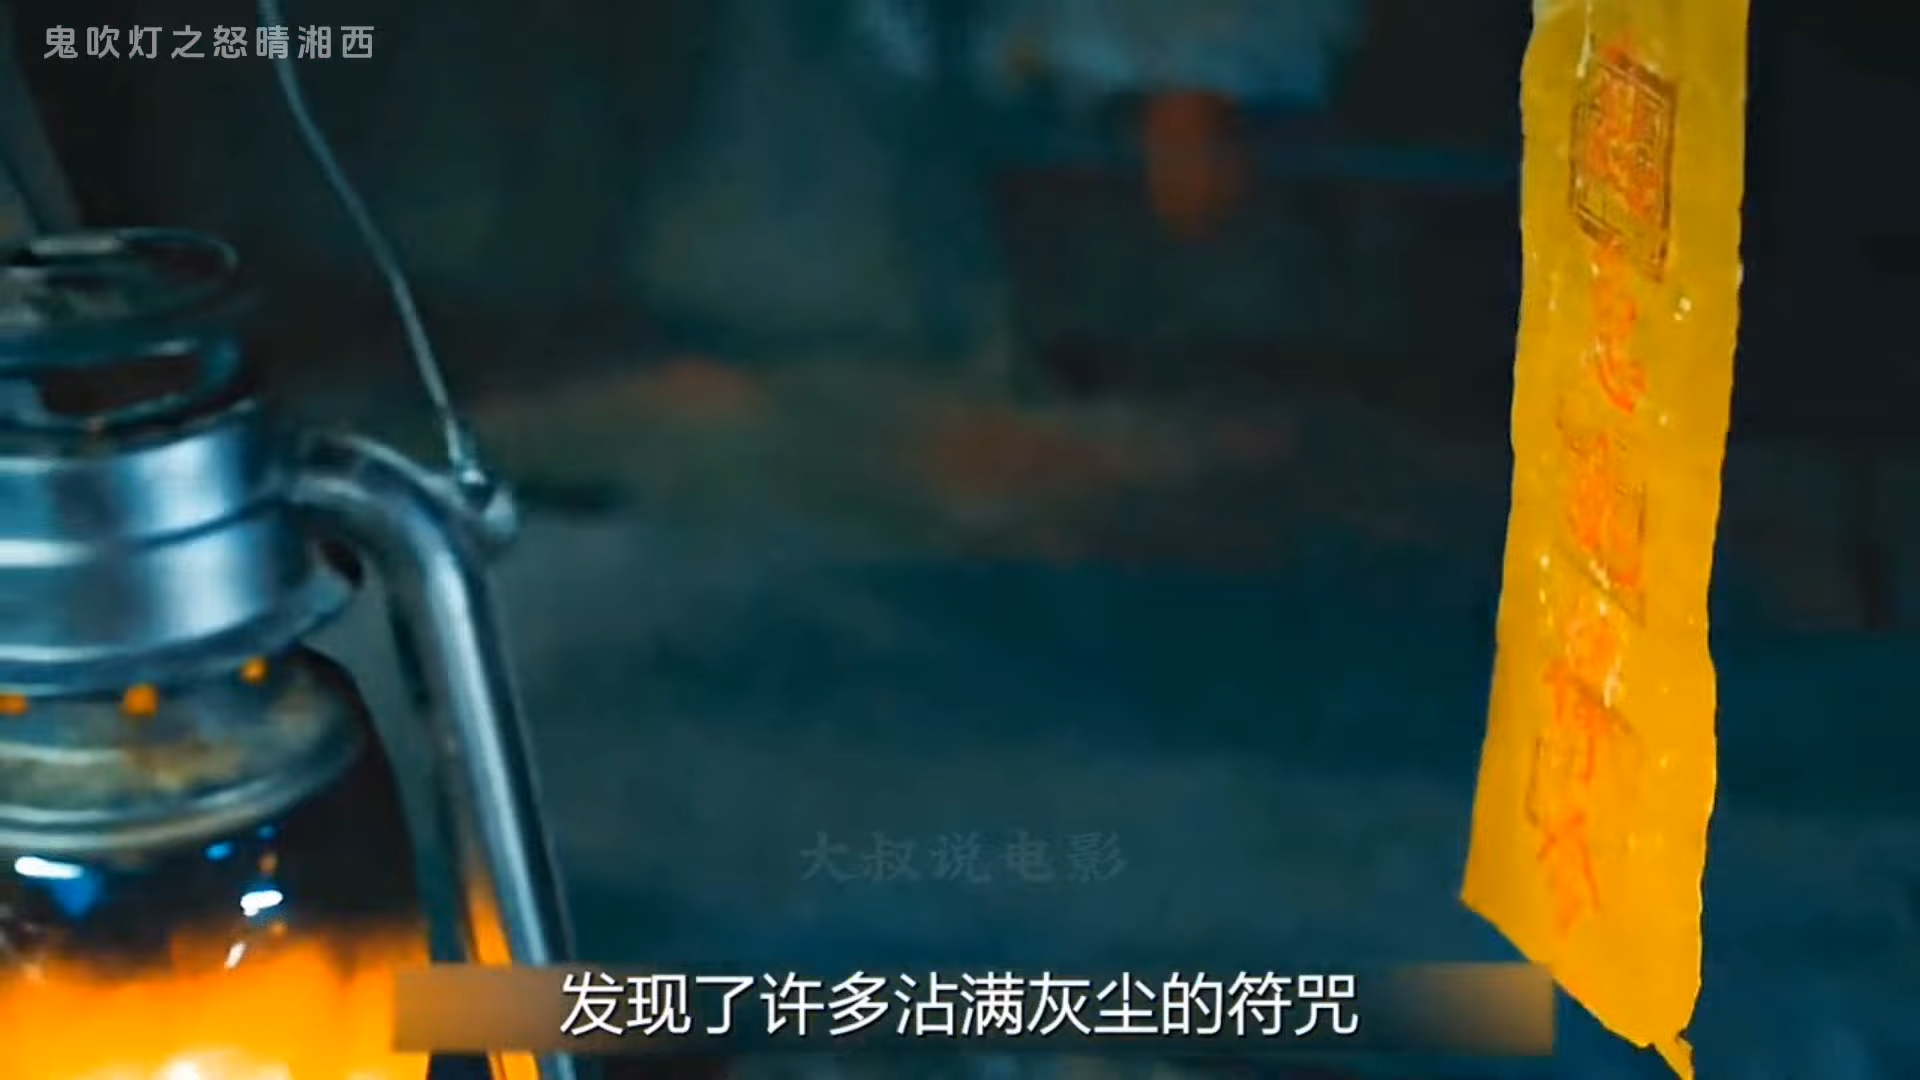 鬼吹灯之怒晴湘西
大叔说电影
发现了许多沾满灰尘的符咒